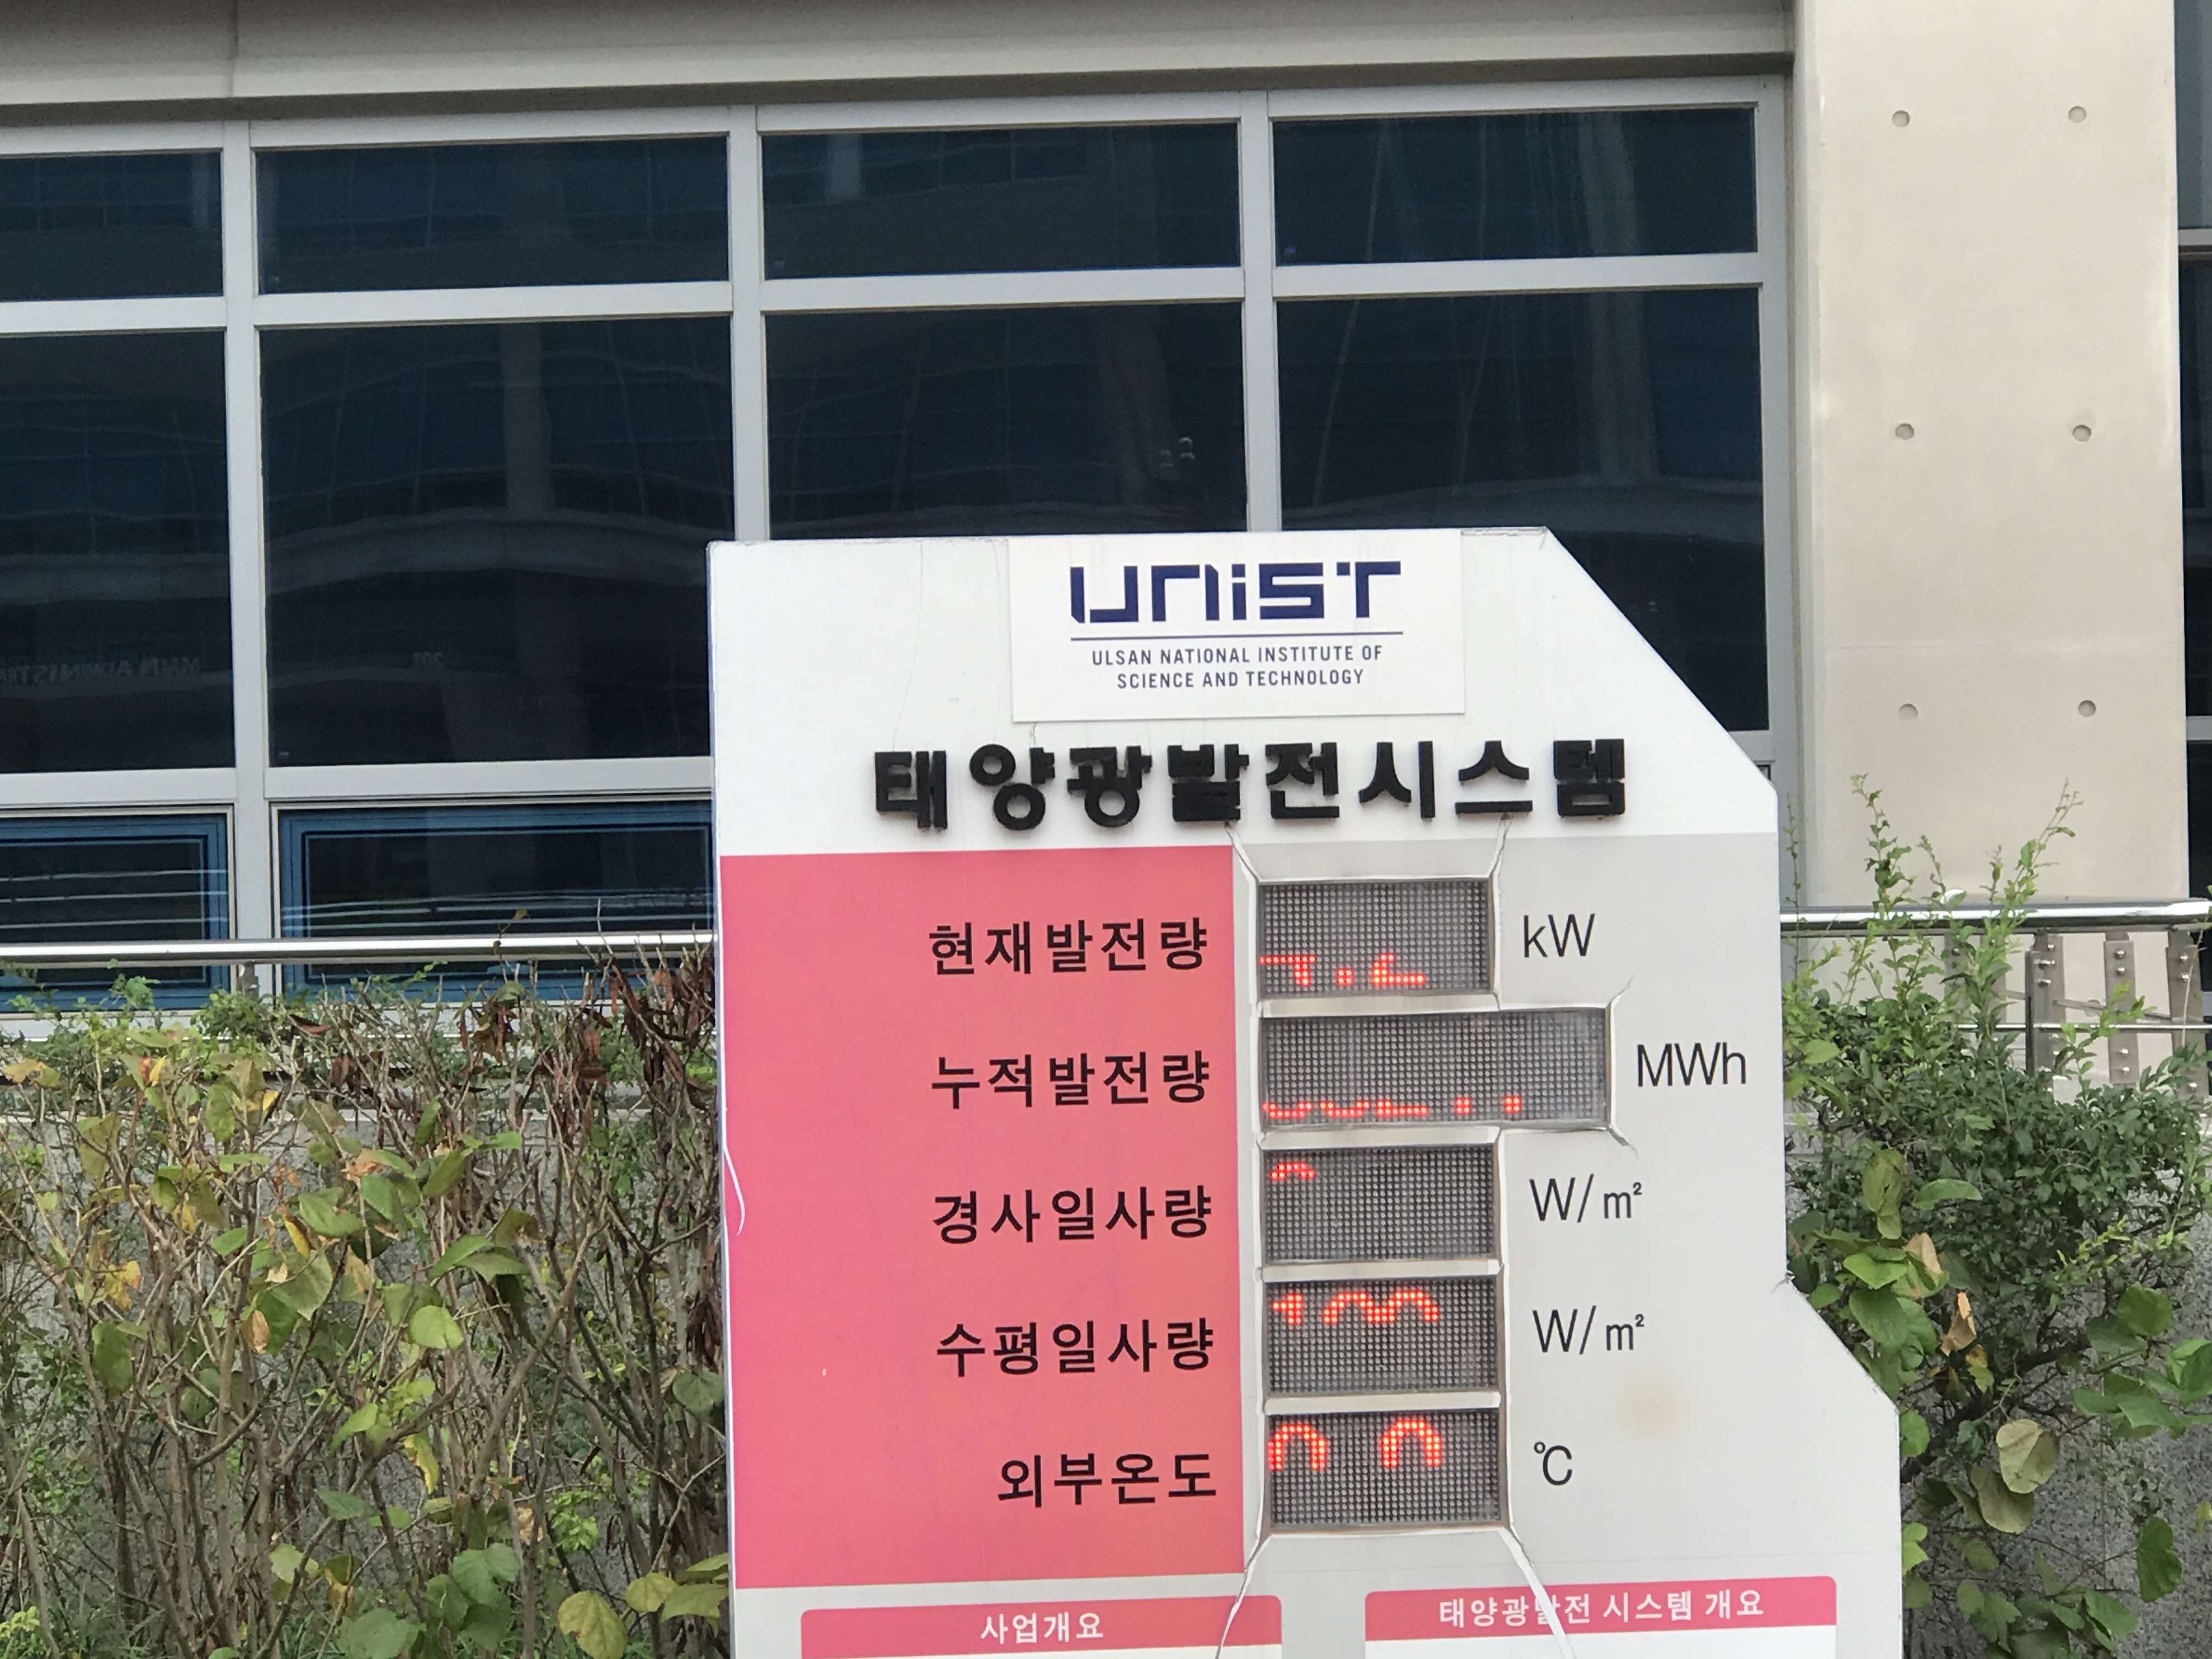 UNIST
ULSAN NATIONAL INSTITUTE OF
SCIENCE AND TECHNOLOGY
태양광발전시스템
현재발전량 kW
누적발전량 MWh
경사일사량 W/㎡
수평일사량 W/㎡
외부온도 ℃
사업개요
태양광발전 시스템 개요